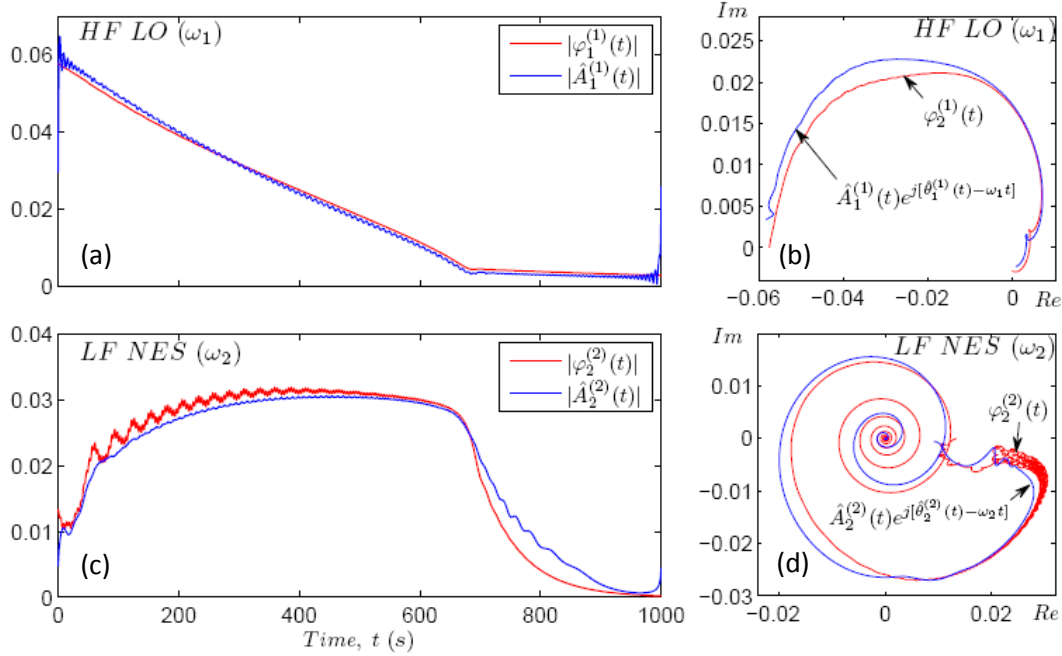 HF LO (ω₁)
|φ₁⁽¹⁾(t)|
|Â₁⁽¹⁾(t)|
0.06
0.04
0.02
0
(a)
Im
HF LO (ω₁)
0.025
0.02
0.015
0.01
0.005
0
φ₂⁽¹⁾(t)
Â₁⁽¹⁾(t)e^{j[θ̂₁⁽¹⁾(t)−ω₁t]}
(b)
−0.06 −0.04 −0.02 0 Re
LF NES (ω₂)
|φ₂⁽²⁾(t)|
|Â₂⁽²⁾(t)|
0.04
0.03
0.02
0.01
0
(c)
0 200 400 600 800 1000
Time, t (s)
Im
LF NES (ω₂)
0.01
0
−0.01
−0.02
−0.03
φ₂⁽²⁾(t)
Â₂⁽²⁾(t)e^{j[θ̂₂⁽²⁾(t)−ω₂t]}
(d)
−0.02 0 0.02 Re